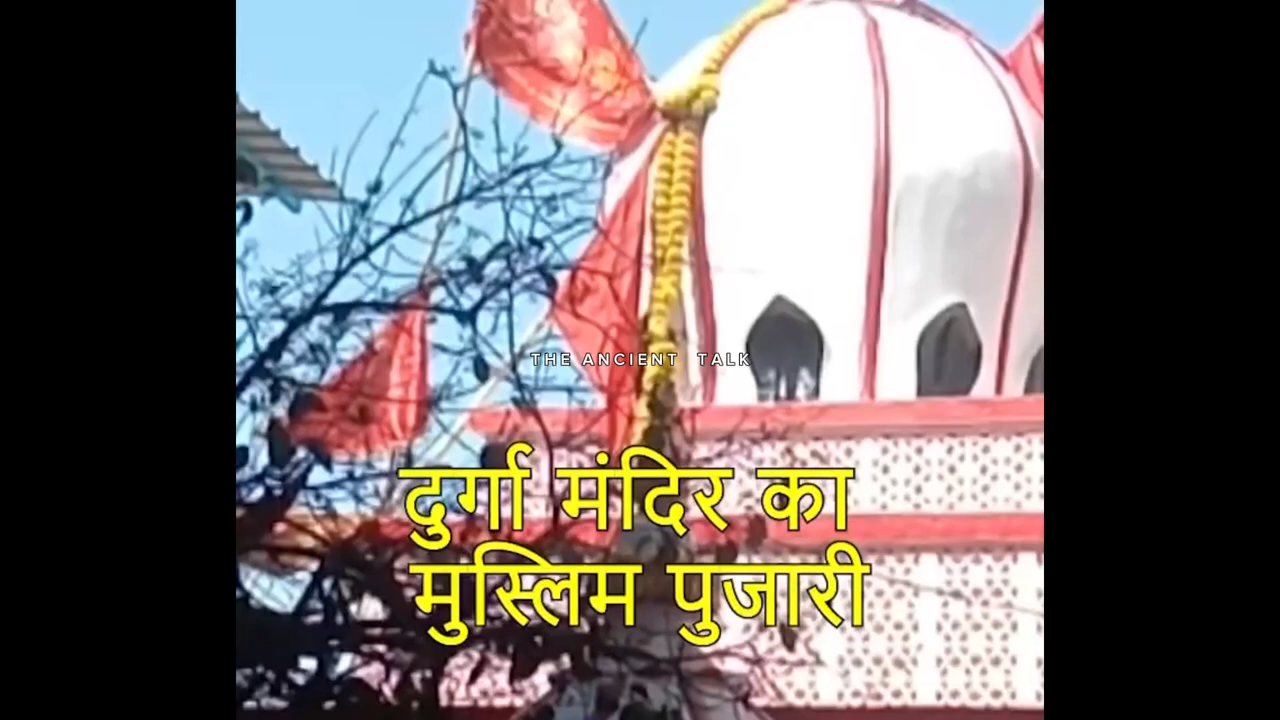 THE ANCIENT TALK
दुर्गा मंदिर का
मुस्लिम पुजारी